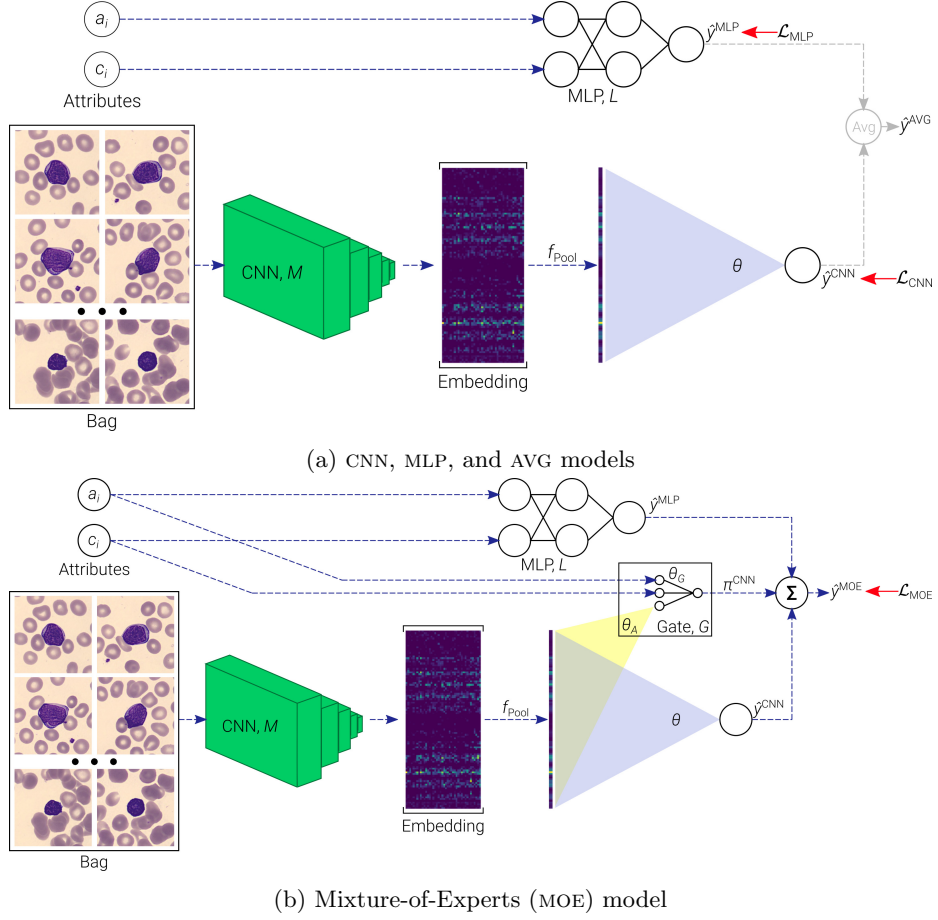 a_i
ŷ^MLP
𝓛_MLP
c_i
MLP, L
Attributes
Avg
ŷ^AVG
CNN, M
f_Pool
θ
ŷ^CNN
𝓛_CNN
Embedding
Bag
(a) CNN, MLP, and AVG models
a_i
ŷ^MLP
c_i
MLP, L
Attributes
θ_G
π^CNN
Σ
ŷ^MOE
𝓛_MOE
θ_A
Gate, G
CNN, M
f_Pool
θ
ŷ^CNN
Embedding
Bag
(b) Mixture-of-Experts (MOE) model